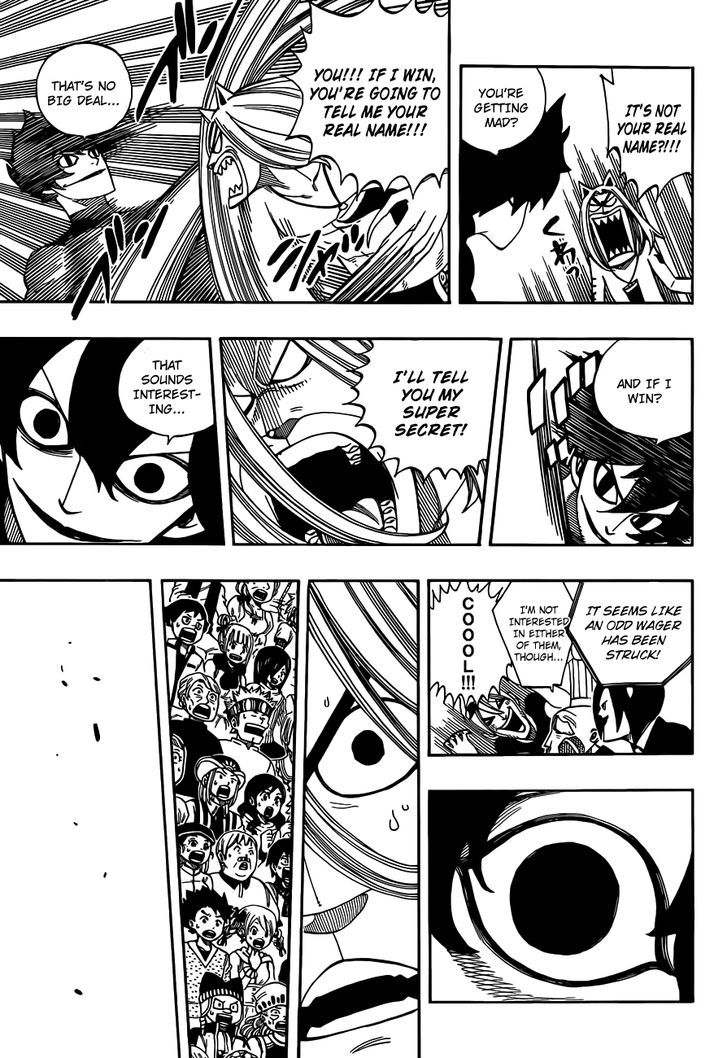 IT'S NOT
YOUR REAL
NAME?!!!
YOU'RE
GETTING
MAD?
YOU!!! IF I WIN,
YOU'RE GOING TO
TELL ME YOUR
REAL NAME!!!
THAT'S NO
BIG DEAL...
AND IF I
WIN?
I'LL TELL
YOU MY
SUPER
SECRET!
THAT
SOUNDS
INTEREST-
ING...
IT SEEMS LIKE
AN ODD WAGER
HAS BEEN
STRUCK!
I'M NOT
INTERESTED
IN EITHER
OF THEM,
THOUGH...
COOOL!!!